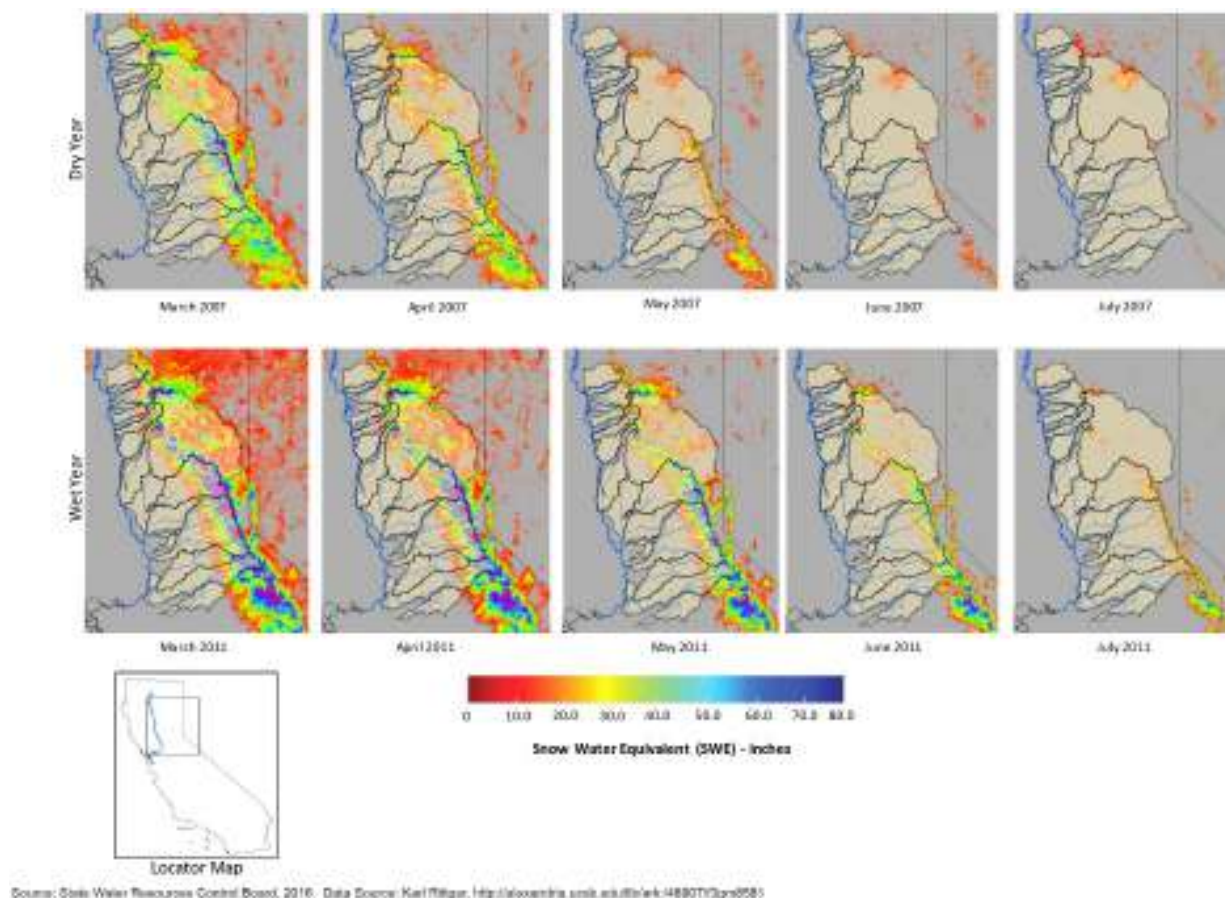 Dry Year
March 2007
April 2007
May 2007
June 2007
July 2007
Wet Year
March 2011
April 2011
May 2011
June 2011
July 2011
0 10.0 20.0 30.0 40.0 50.0 60.0 70.0 80.0
Snow Water Equivalent (SWE) - Inches
Locator Map
Source: State Water Resources Control Board, 2016. Data Source: Karl Rittger,